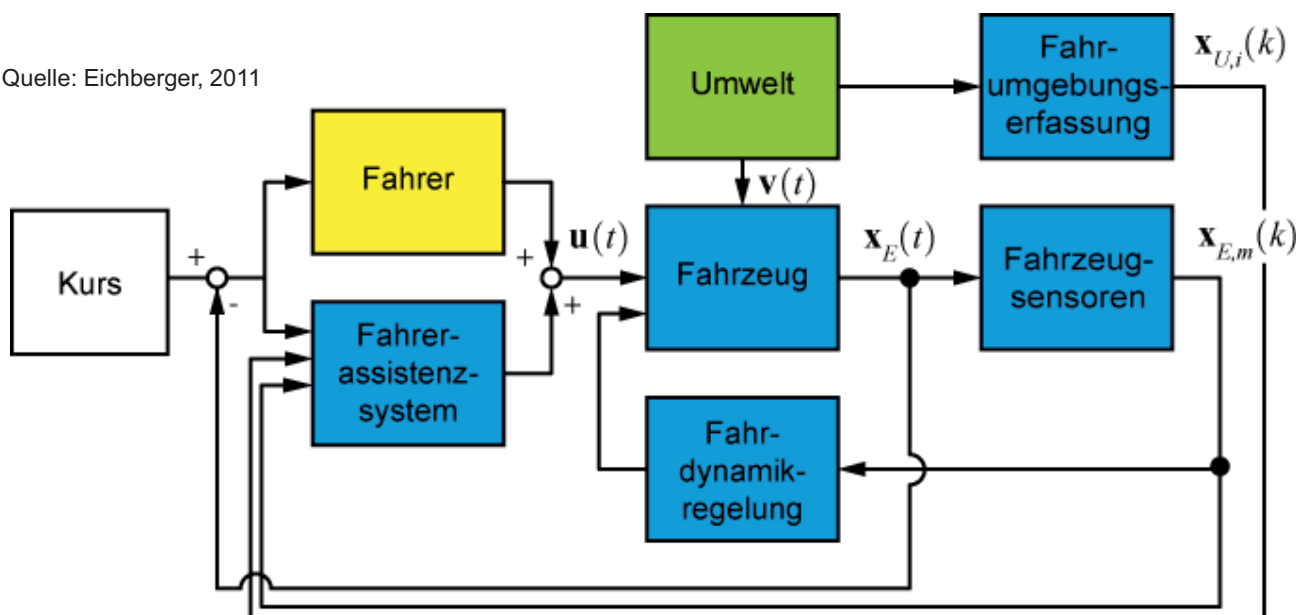 Quelle: Eichberger, 2011
Umwelt
Fahr-
umgebungs-
erfassung
x_{U,i}(k)
Fahrer
v(t)
Kurs
+
-
+
+
u(t)
Fahrzeug
x_E(t)
Fahrzeug-
sensoren
x_{E,m}(k)
Fahrer-
assistenz-
system
Fahr-
dynamik-
regelung